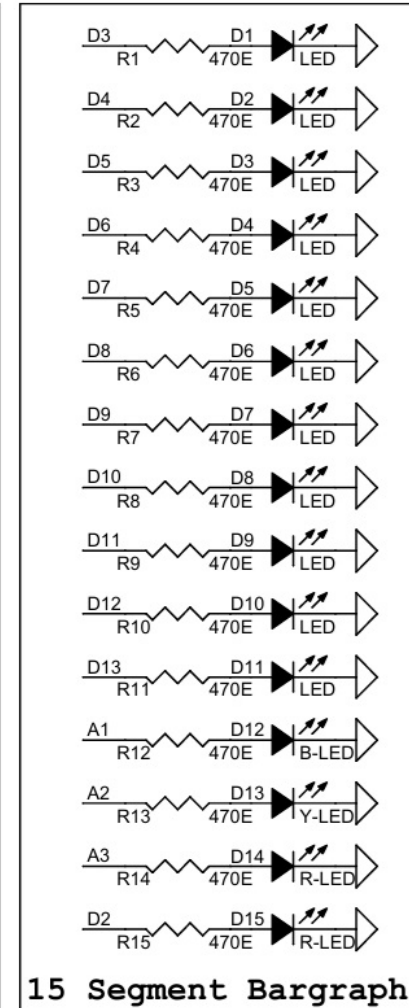 D3 D1
R1 470E LED
D4 D2
R2 470E LED
D5 D3
R3 470E LED
D6 D4
R4 470E LED
D7 D5
R5 470E LED
D8 D6
R6 470E LED
D9 D7
R7 470E LED
D10 D8
R8 470E LED
D11 D9
R9 470E LED
D12 D10
R10 470E LED
D13 D11
R11 470E LED
A1 D12
R12 470E B-LED
A2 D13
R13 470E Y-LED
A3 D14
R14 470E R-LED
D2 D15
R15 470E R-LED
15 Segment Bargraph